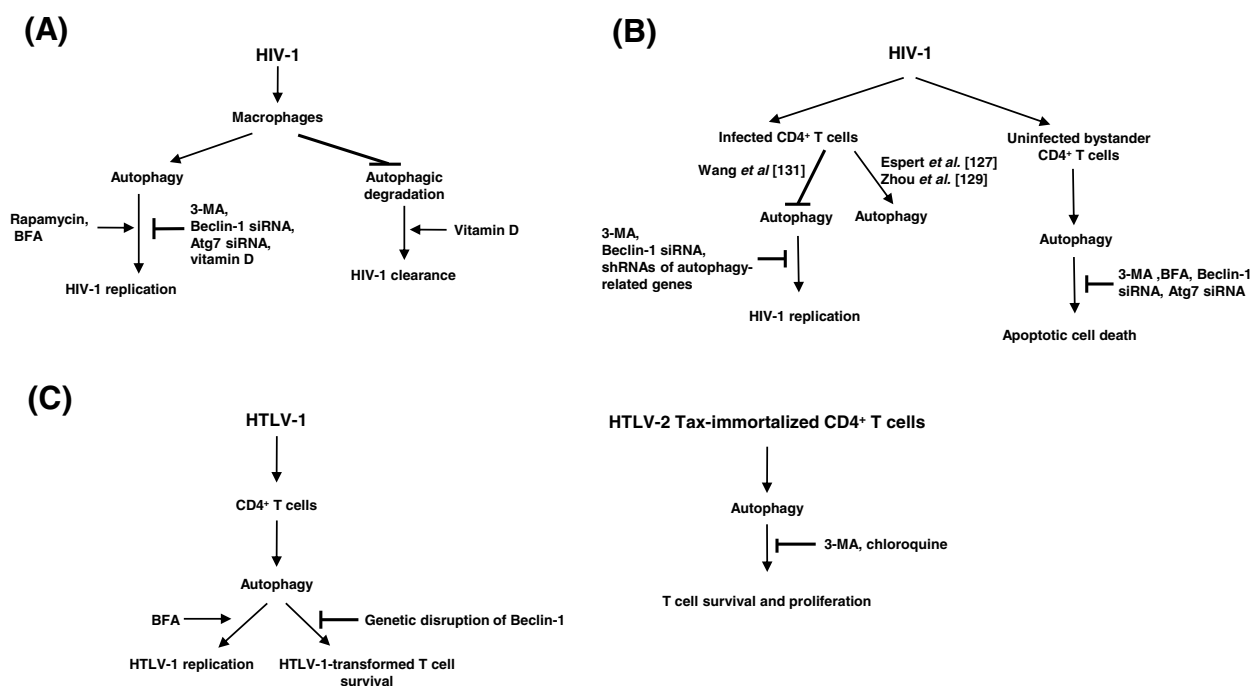 (A)
HIV-1
Macrophages
Autophagy
Autophagic
degradation
Rapamycin,
BFA
3-MA,
Beclin-1 siRNA,
Atg7 siRNA,
vitamin D
Vitamin D
HIV-1 replication
HIV-1 clearance
(B)
HIV-1
Infected CD4+ T cells
Uninfected bystander
CD4+ T cells
Wang et al [131]
Espert et al. [127]
Zhou et al. [129]
Autophagy
Autophagy
Autophagy
3-MA,
Beclin-1 siRNA,
shRNAs of autophagy-
related genes
3-MA ,BFA, Beclin-1
siRNA, Atg7 siRNA
HIV-1 replication
Apoptotic cell death
(C)
HTLV-1
CD4+ T cells
Autophagy
BFA
Genetic disruption of Beclin-1
HTLV-1 replication
HTLV-1-transformed T cell
survival
HTLV-2 Tax-immortalized CD4+ T cells
Autophagy
3-MA, chloroquine
T cell survival and proliferation